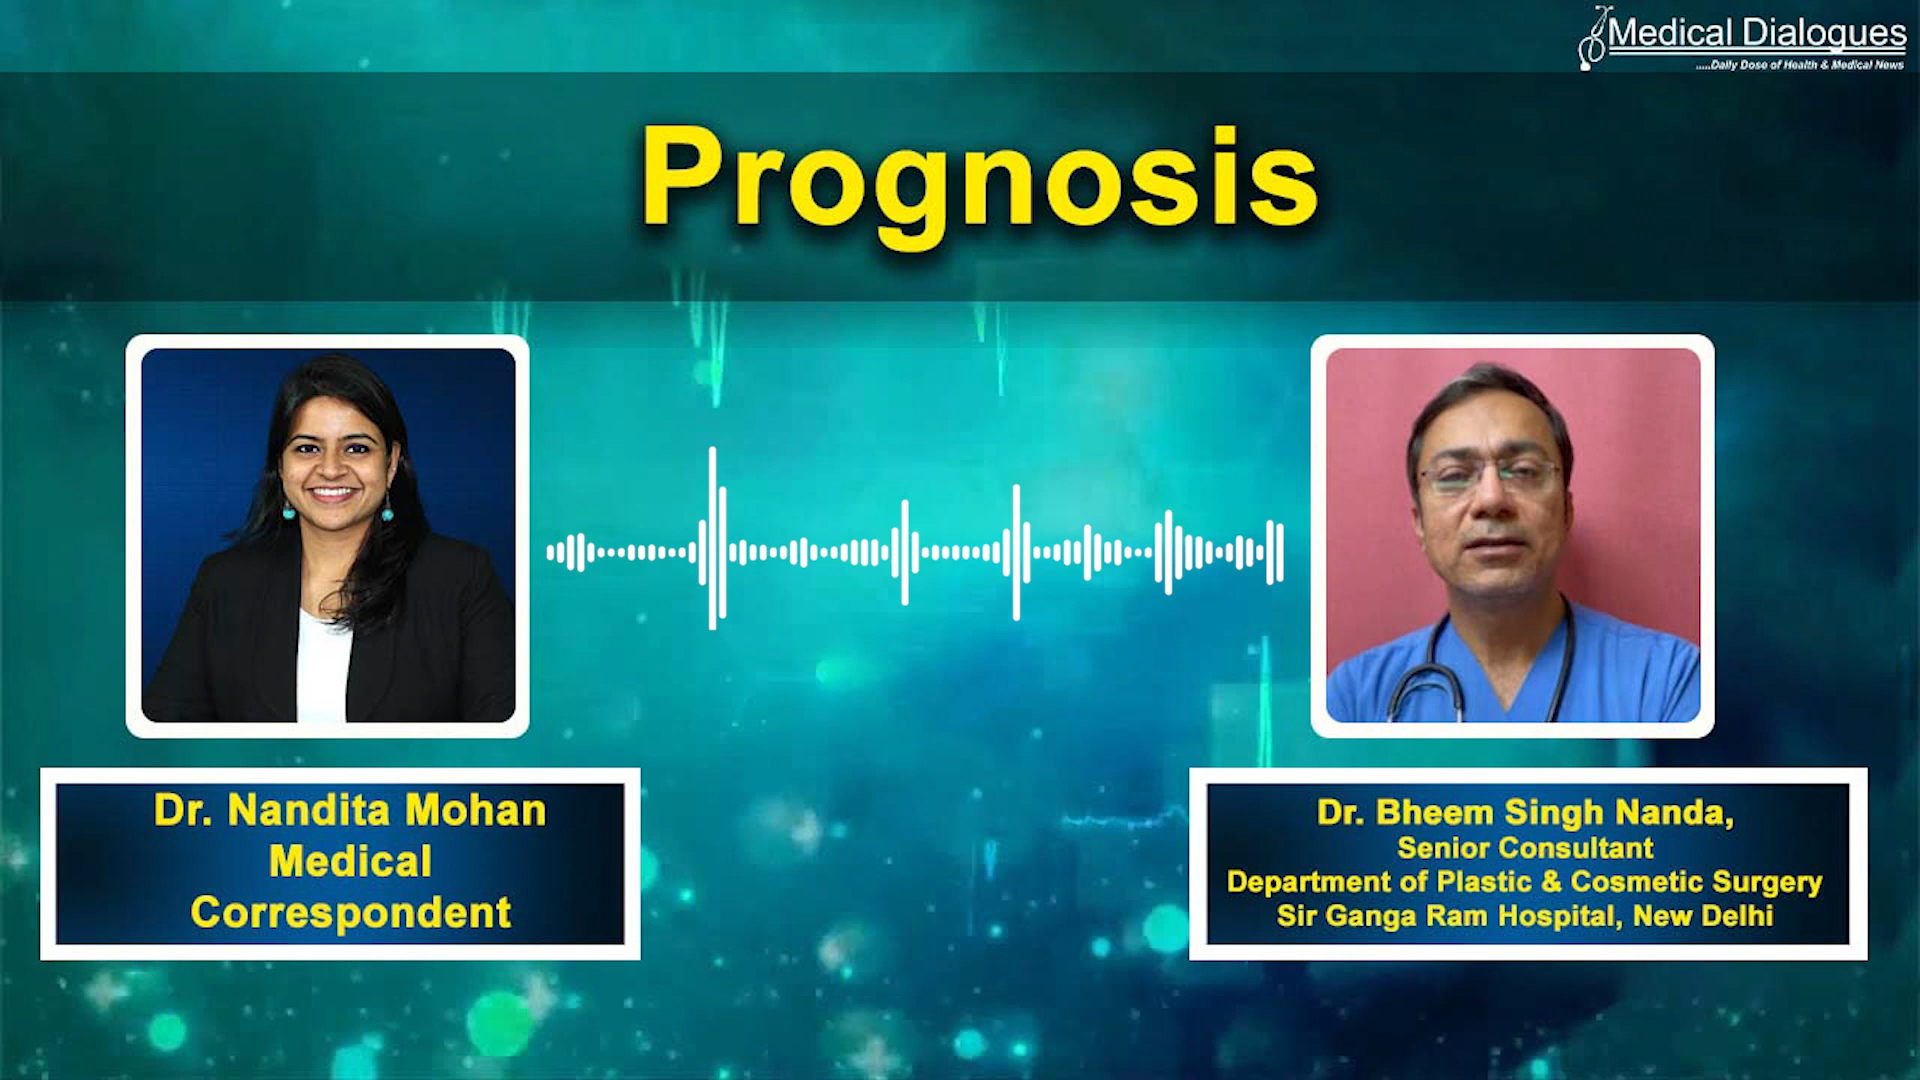 Medical Dialogues
.....Daily Dose of Health & Medical News
Prognosis
Dr. Nandita Mohan
Medical
Correspondent
Dr. Bheem Singh Nanda,
Senior Consultant
Department of Plastic & Cosmetic Surgery
Sir Ganga Ram Hospital, New Delhi